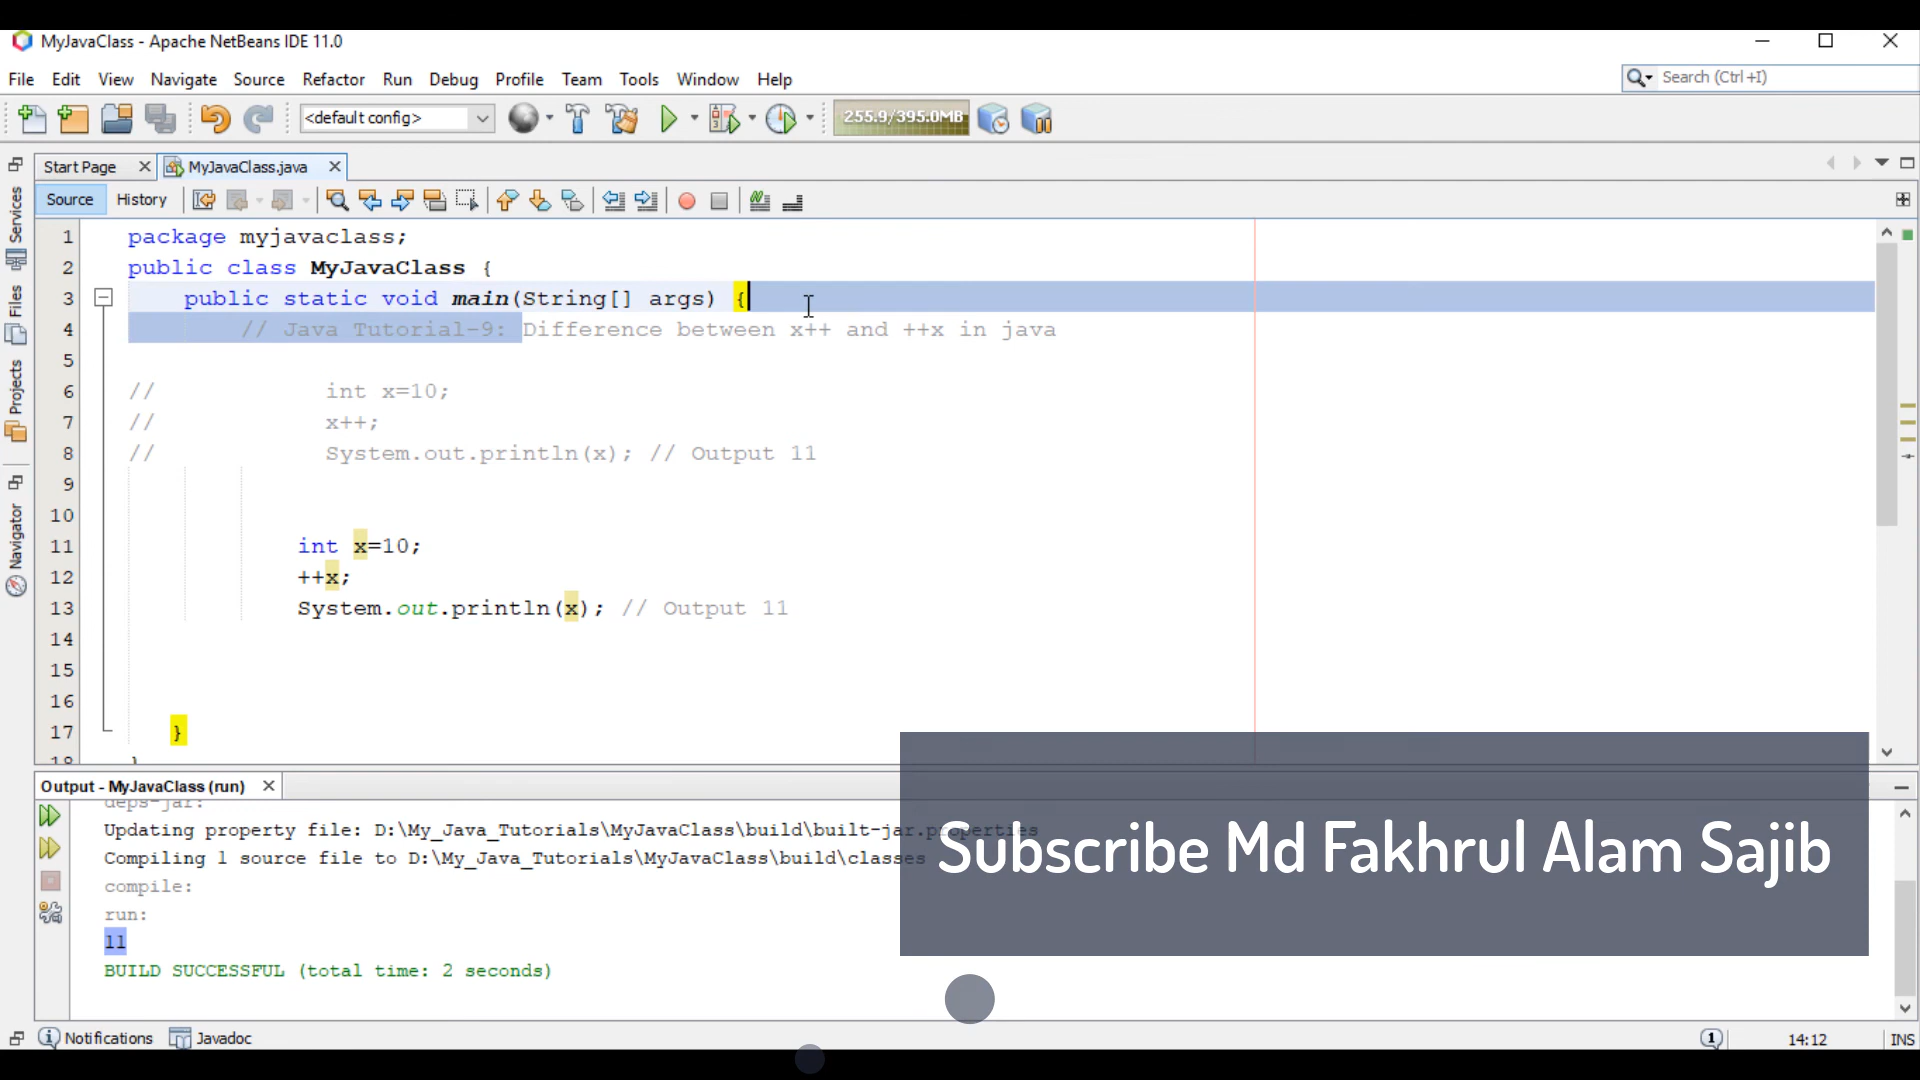 MyJavaClass - Apache NetBeans IDE 11.0
File Edit View Navigate Source Refactor Run Debug Profile Team Tools Window Help
Search (Ctrl+I)
<default config>
255.9/395.0MB
Start Page
MyJavaClass.java
Source History
Services
Files
Projects
Navigator
1 package myjavaclass;
2 public class MyJavaClass {
3 public static void main(String[] args) {
4 // Java Tutorial-9: Difference between x++ and ++x in java
5
6 // int x=10;
7 // x++;
8 // System.out.println(x); // Output 11
9
10
11 int x=10;
12 ++x;
13 System.out.println(x); // Output 11
14
15
16
17 }
18 }
Output - MyJavaClass (run)
deps-jar:
Updating property file: D:\My_Java_Tutorials\MyJavaClass\build\built-jar.properties
Compiling 1 source file to D:\My_Java_Tutorials\MyJavaClass\build\classes
compile:
run:
11
BUILD SUCCESSFUL (total time: 2 seconds)
Subscribe Md Fakhrul Alam Sajib
Notifications Javadoc
1 14:12 INS